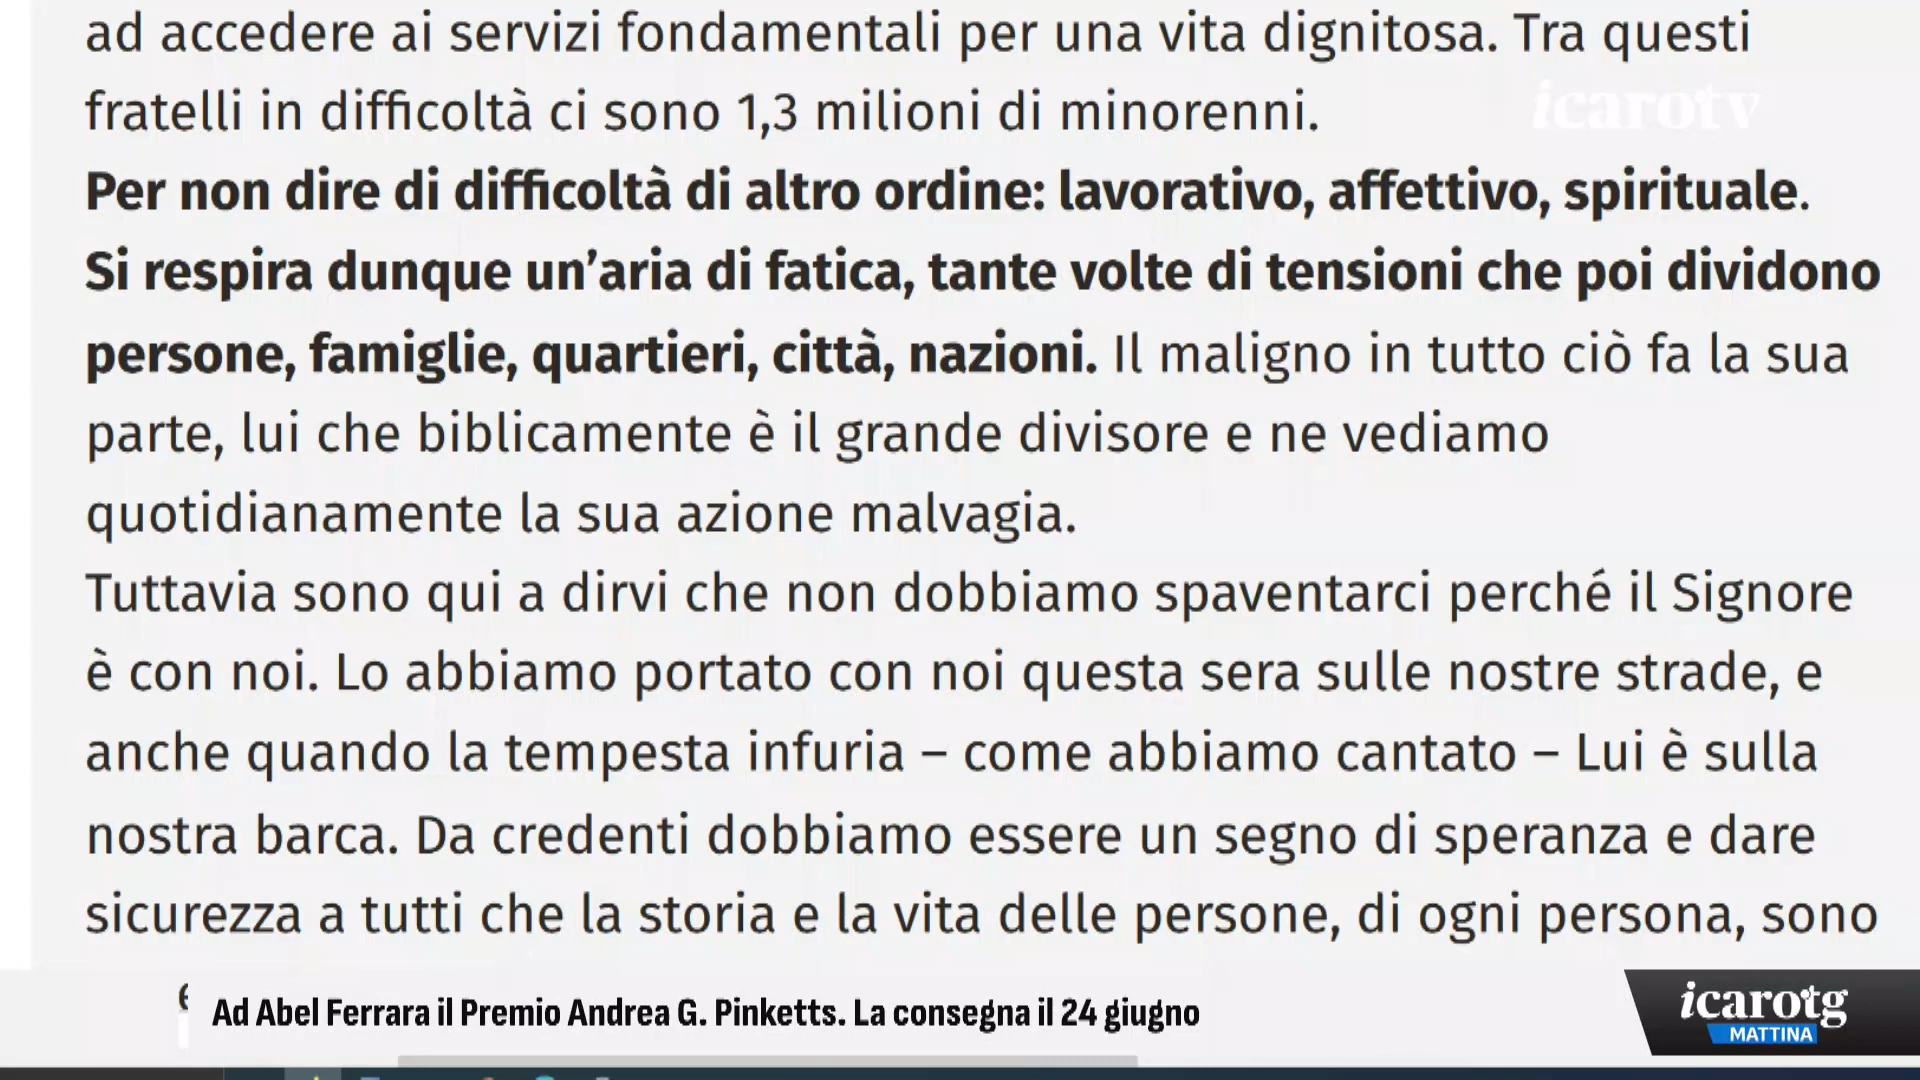 ad accedere ai servizi fondamentali per una vita dignitosa. Tra questi
fratelli in difficoltà ci sono 1,3 milioni di minorenni.
icarotv
Per non dire di difficoltà di altro ordine: lavorativo, affettivo, spirituale.
Si respira dunque un’aria di fatica, tante volte di tensioni che poi dividono
persone, famiglie, quartieri, città, nazioni. Il maligno in tutto ciò fa la sua
parte, lui che biblicamente è il grande divisore e ne vediamo
quotidianamente la sua azione malvagia.
Tuttavia sono qui a dirvi che non dobbiamo spaventarci perché il Signore
è con noi. Lo abbiamo portato con noi questa sera sulle nostre strade, e
anche quando la tempesta infuria – come abbiamo cantato – Lui è sulla
nostra barca. Da credenti dobbiamo essere un segno di speranza e dare
sicurezza a tutti che la storia e la vita delle persone, di ogni persona, sono
Ad Abel Ferrara il Premio Andrea G. Pinketts. La consegna il 24 giugno
icarotg
MATTINA